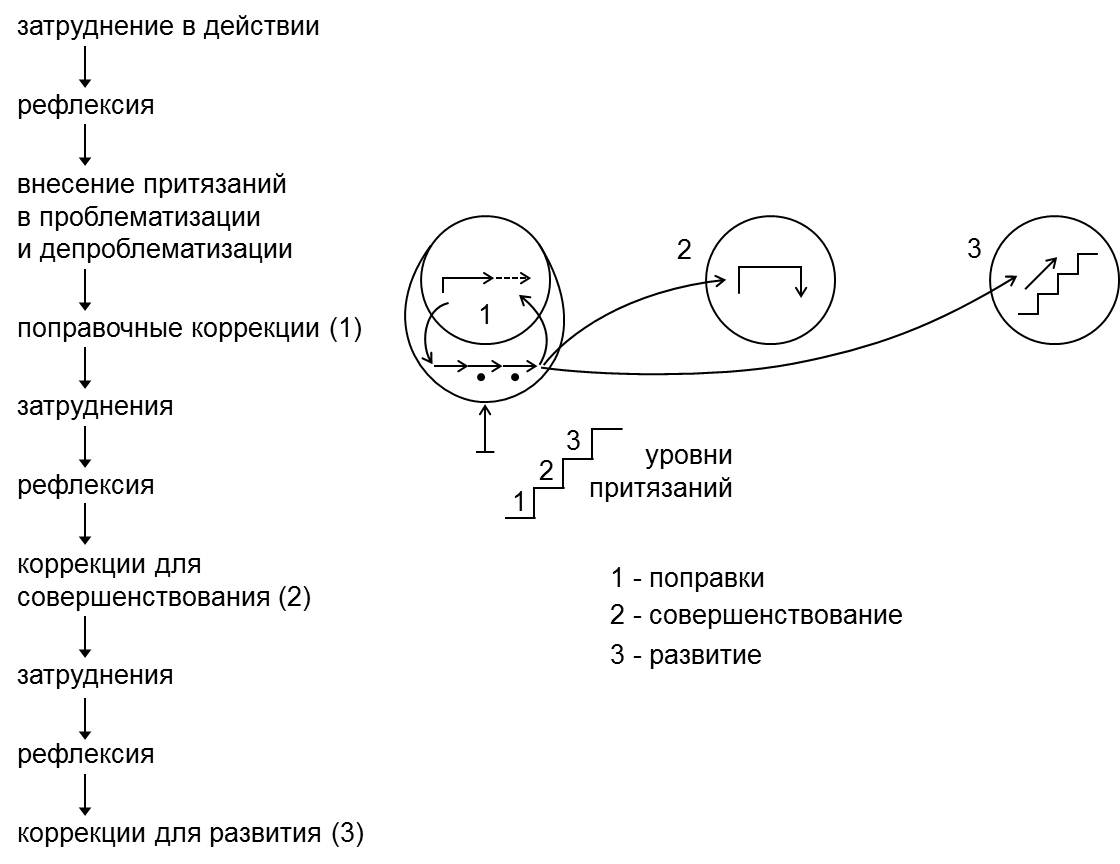 затруднение в действии
рефлексия
внесение притязаний
в проблематизации
и депроблематизации
поправочные коррекции (1)
затруднения
рефлексия
коррекции для
совершенствования (2)
затруднения
рефлексия
коррекции для развития (3)
1
2
3
1
2
3
уровни
притязаний
1 - поправки
2 - совершенствование
3 - развитие